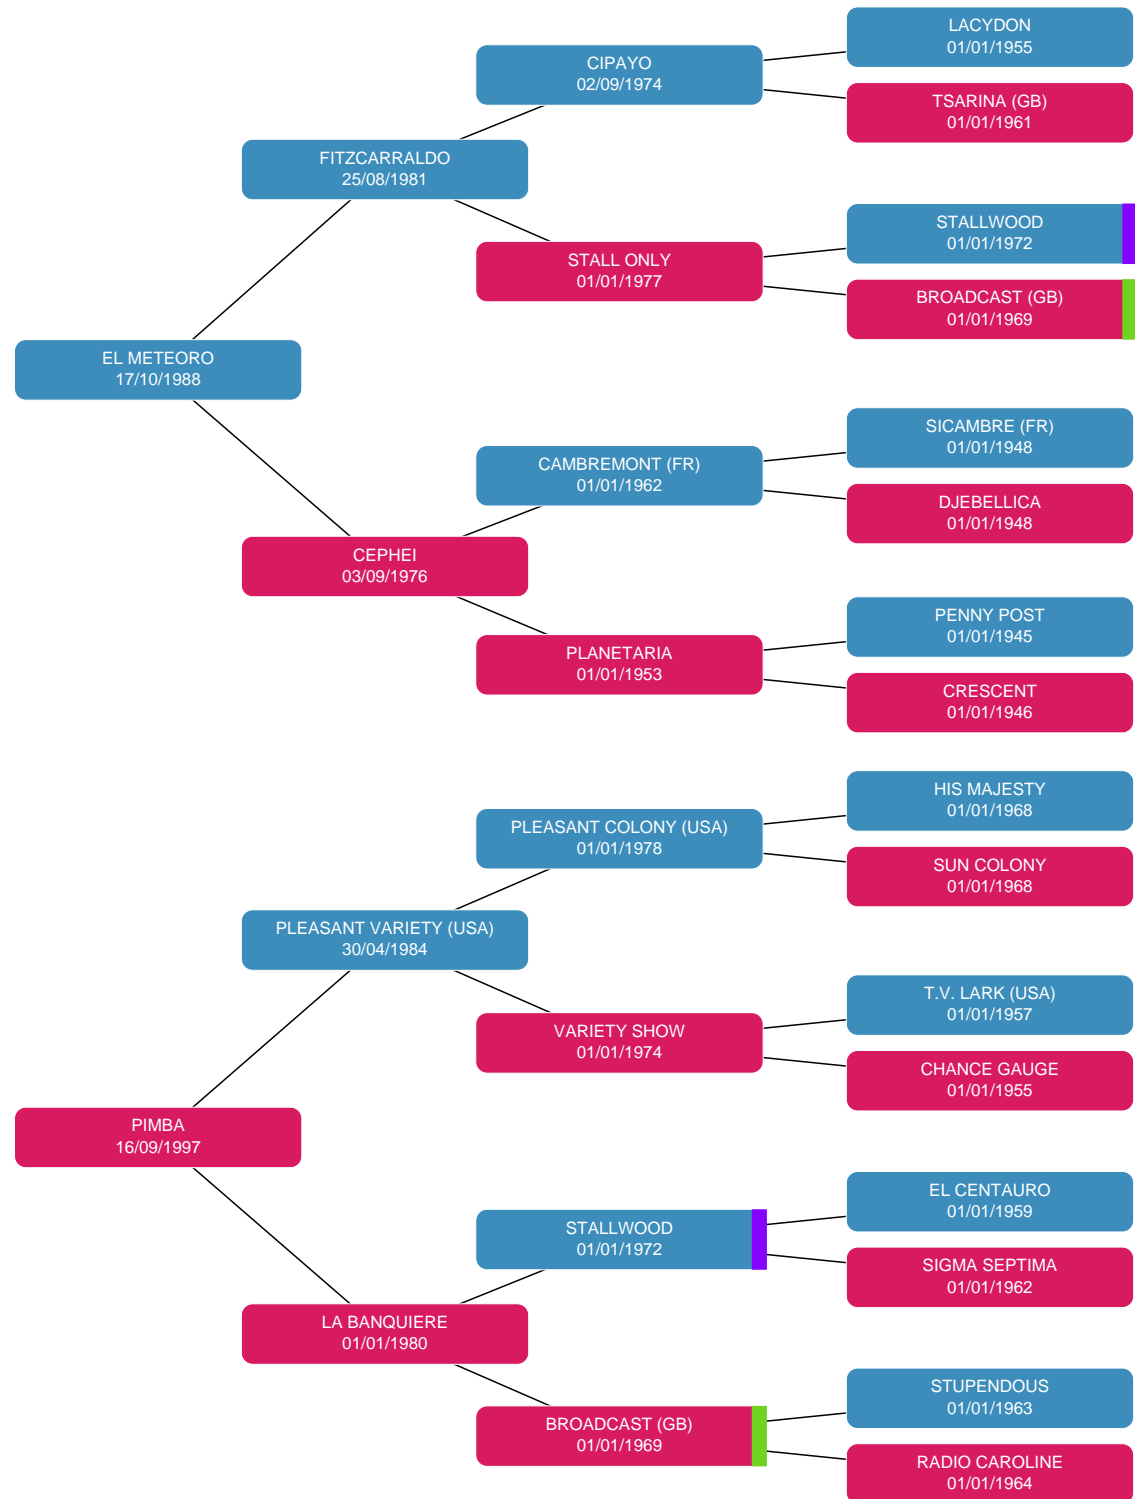 LACYDON
01/01/1955
CIPAYO
02/09/1974
TSARINA (GB)
01/01/1961
FITZCARRALDO
25/08/1981
STALLWOOD
01/01/1972
STALL ONLY
01/01/1977
BROADCAST (GB)
01/01/1969
EL METEORO
17/10/1988
SICAMBRE (FR)
01/01/1948
CAMBREMONT (FR)
01/01/1962
DJEBELLICA
01/01/1948
CEPHEI
03/09/1976
PENNY POST
01/01/1945
PLANETARIA
01/01/1953
CRESCENT
01/01/1946
HIS MAJESTY
01/01/1968
PLEASANT COLONY (USA)
01/01/1978
SUN COLONY
01/01/1968
PLEASANT VARIETY (USA)
30/04/1984
T.V. LARK (USA)
01/01/1957
VARIETY SHOW
01/01/1974
CHANCE GAUGE
01/01/1955
PIMBA
16/09/1997
EL CENTAURO
01/01/1959
STALLWOOD
01/01/1972
SIGMA SEPTIMA
01/01/1962
LA BANQUIERE
01/01/1980
STUPENDOUS
01/01/1963
BROADCAST (GB)
01/01/1969
RADIO CAROLINE
01/01/1964